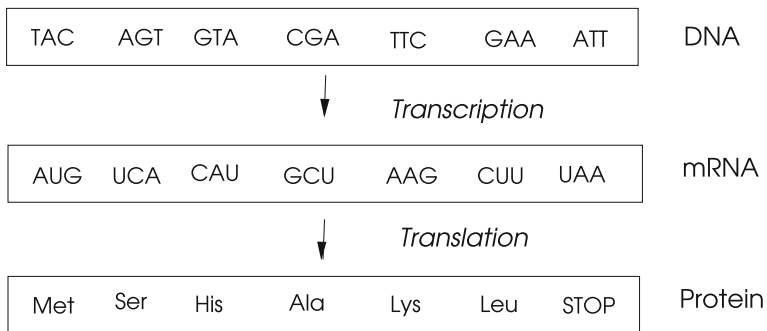 TAC AGT GTA CGA TTC GAA ATT DNA
Transcription
AUG UCA CAU GCU AAG CUU UAA mRNA
Translation
Met Ser His Ala Lys Leu STOP Protein